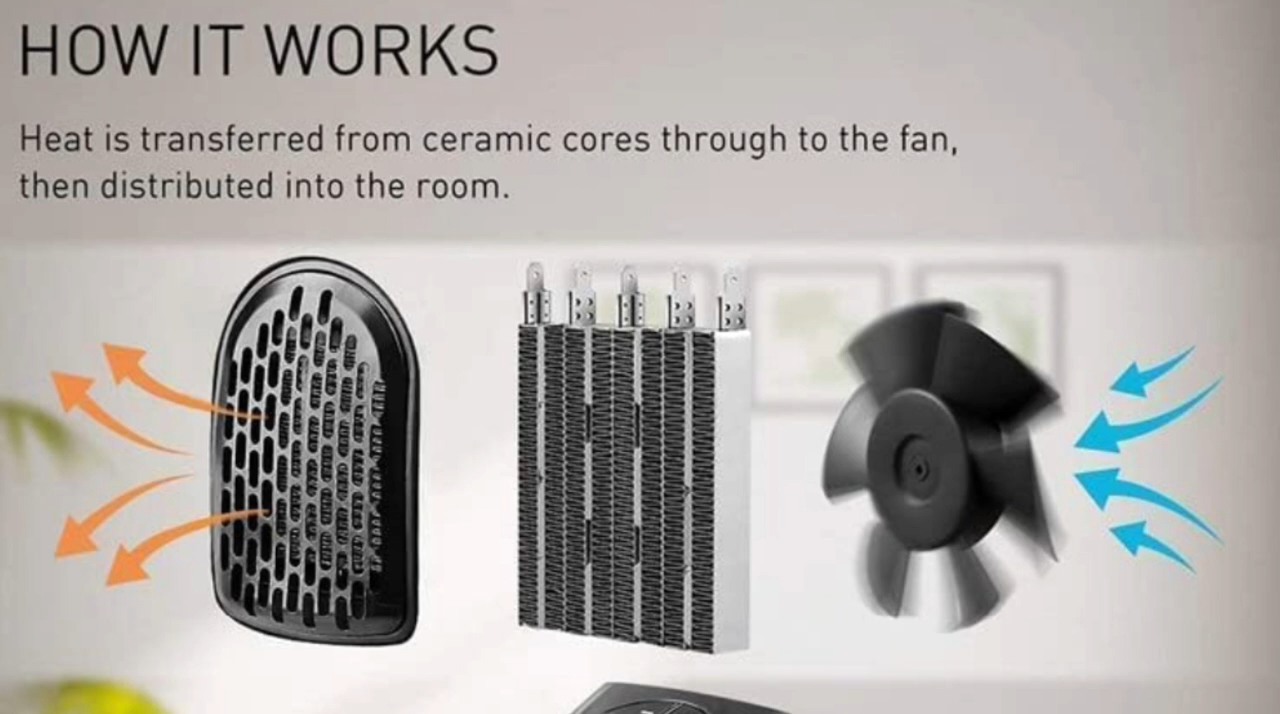 HOW IT WORKS
Heat is transferred from ceramic cores through to the fan,
then distributed into the room.